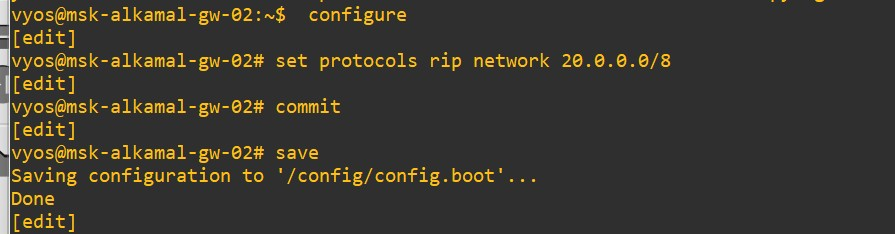 vyos@msk-alkamal-gw-02:~$  configure
[edit]
vyos@msk-alkamal-gw-02# set protocols rip network 20.0.0.0/8
[edit]
vyos@msk-alkamal-gw-02# commit
[edit]
vyos@msk-alkamal-gw-02# save
Saving configuration to '/config/config.boot'...
Done
[edit]